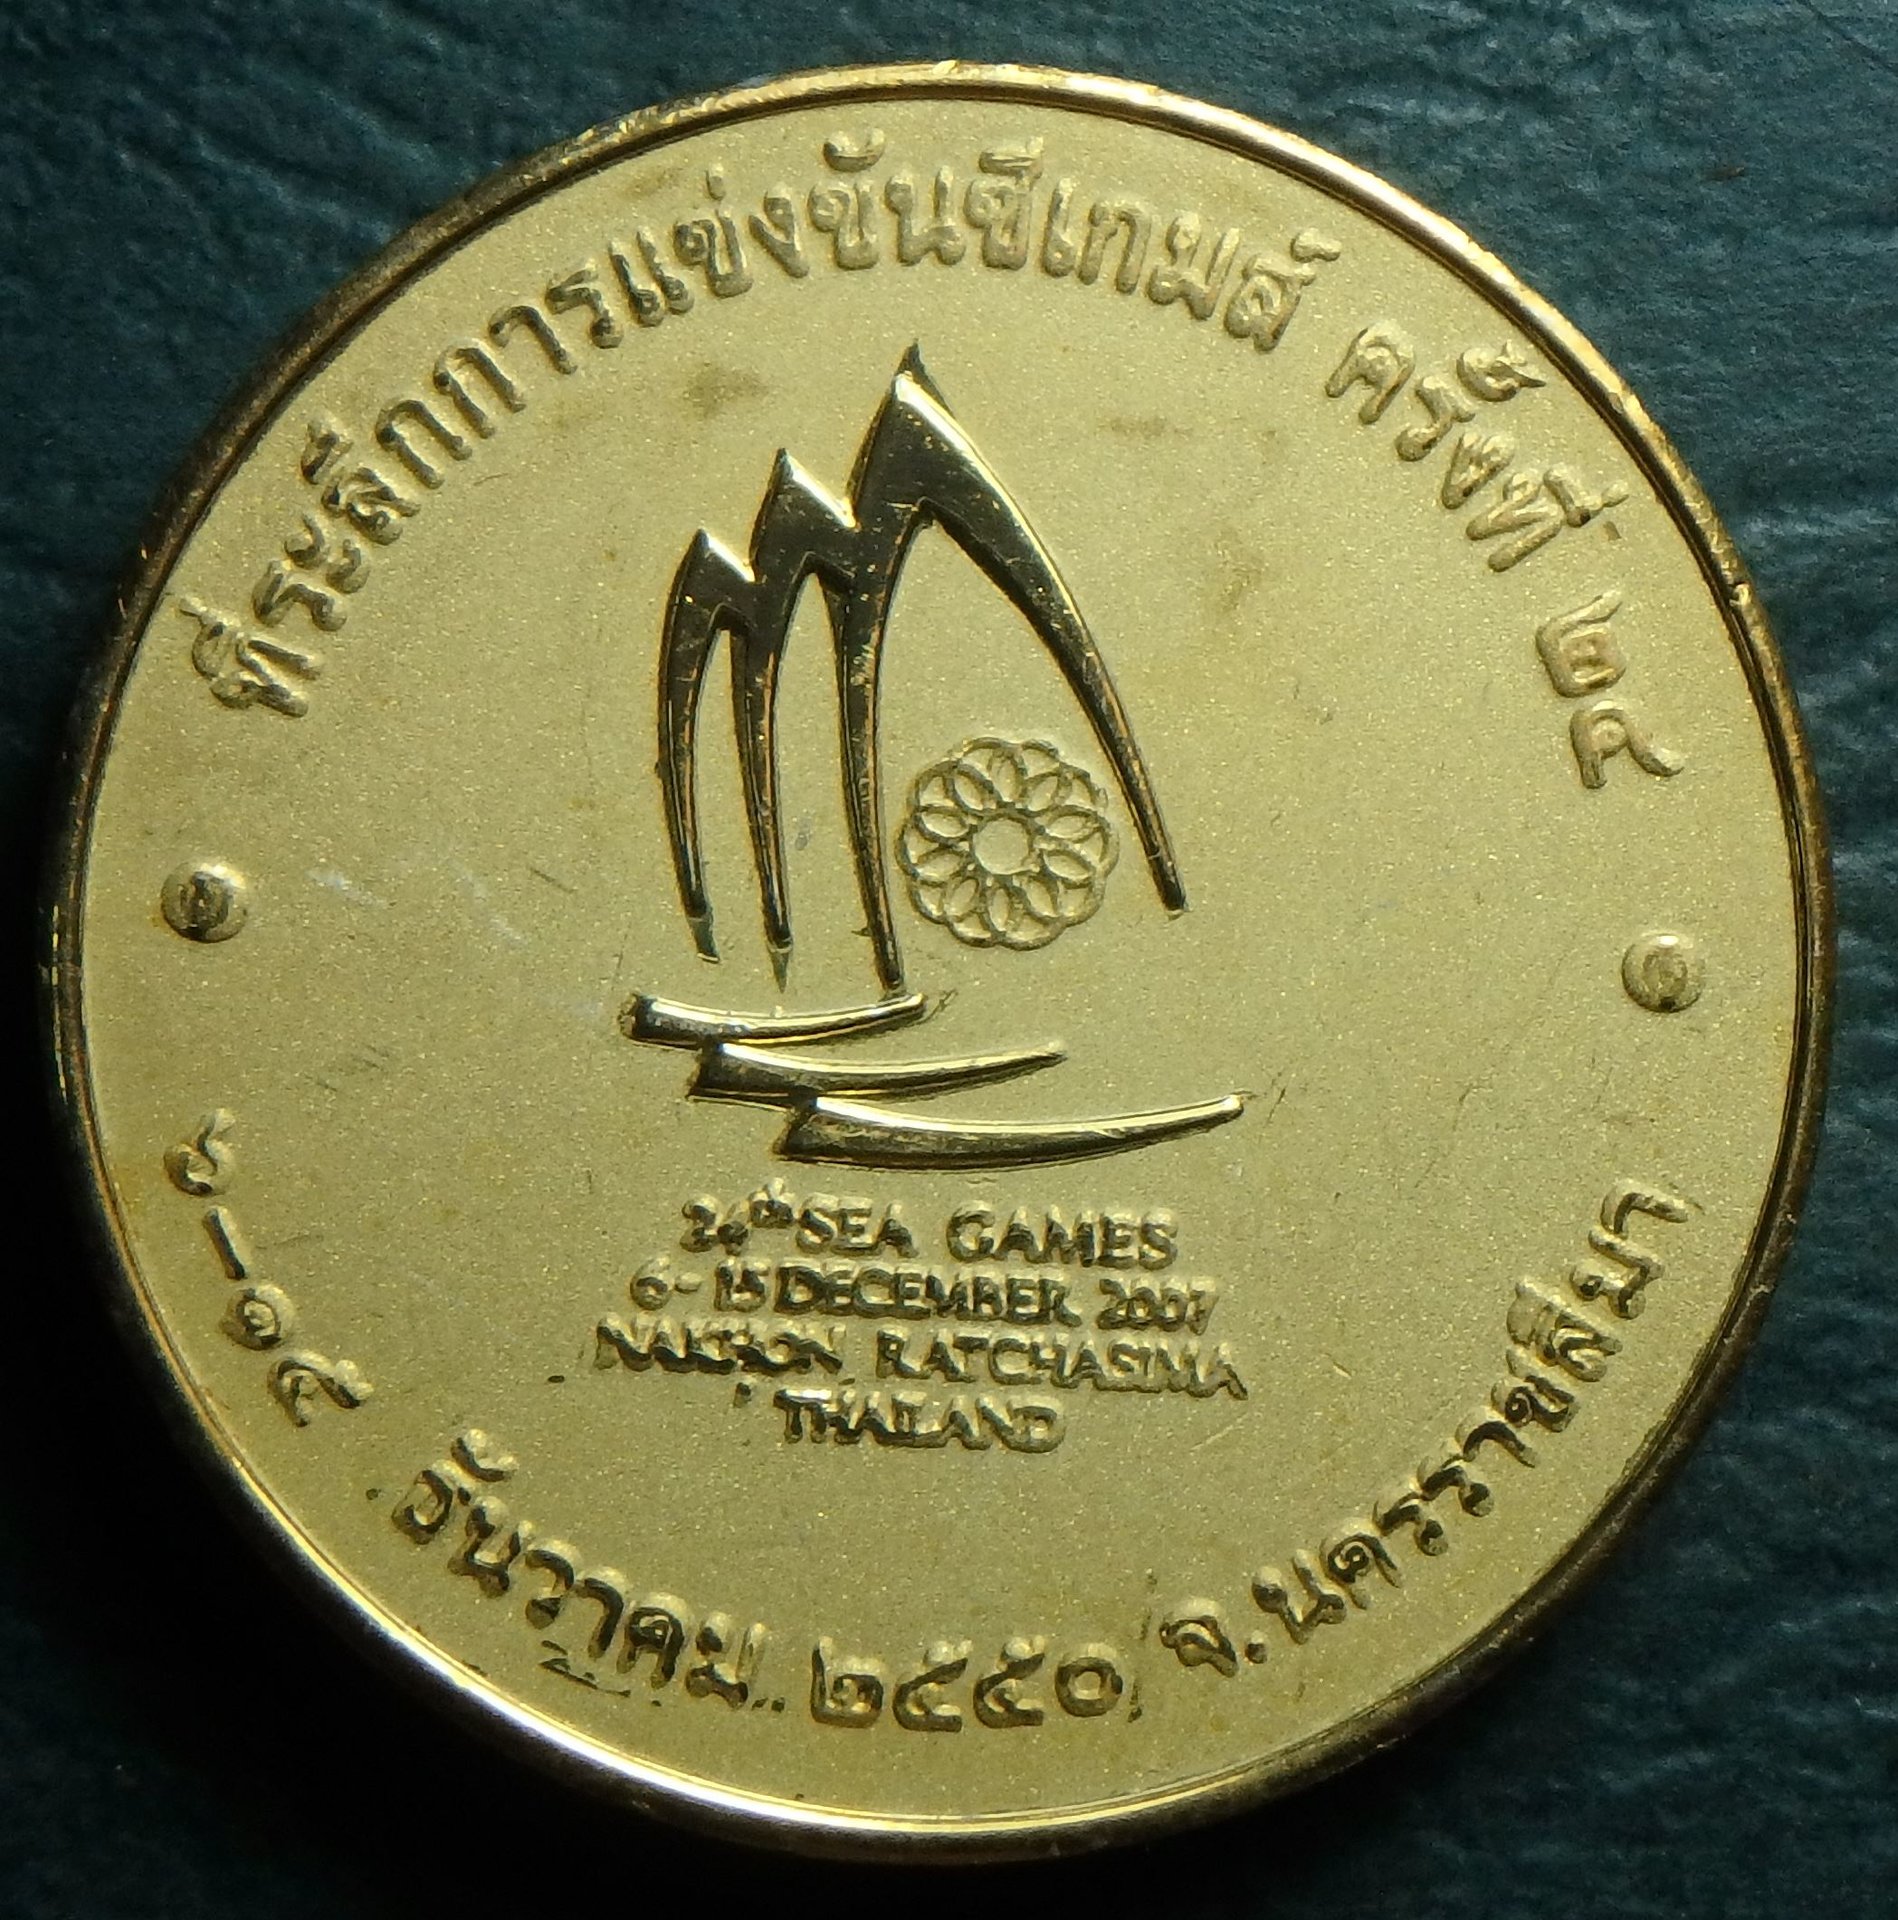 ที่ระลึกการแข่งขันซีเกมส์ ครั้งที่ ๒๔
24th SEA GAMES
6-15 DECEMBER 2007
NAKHON RATCHASIMA
THAILAND
๖-๑๕ ธันวาคม ๒๕๕๐ จ.นครราชสีมา